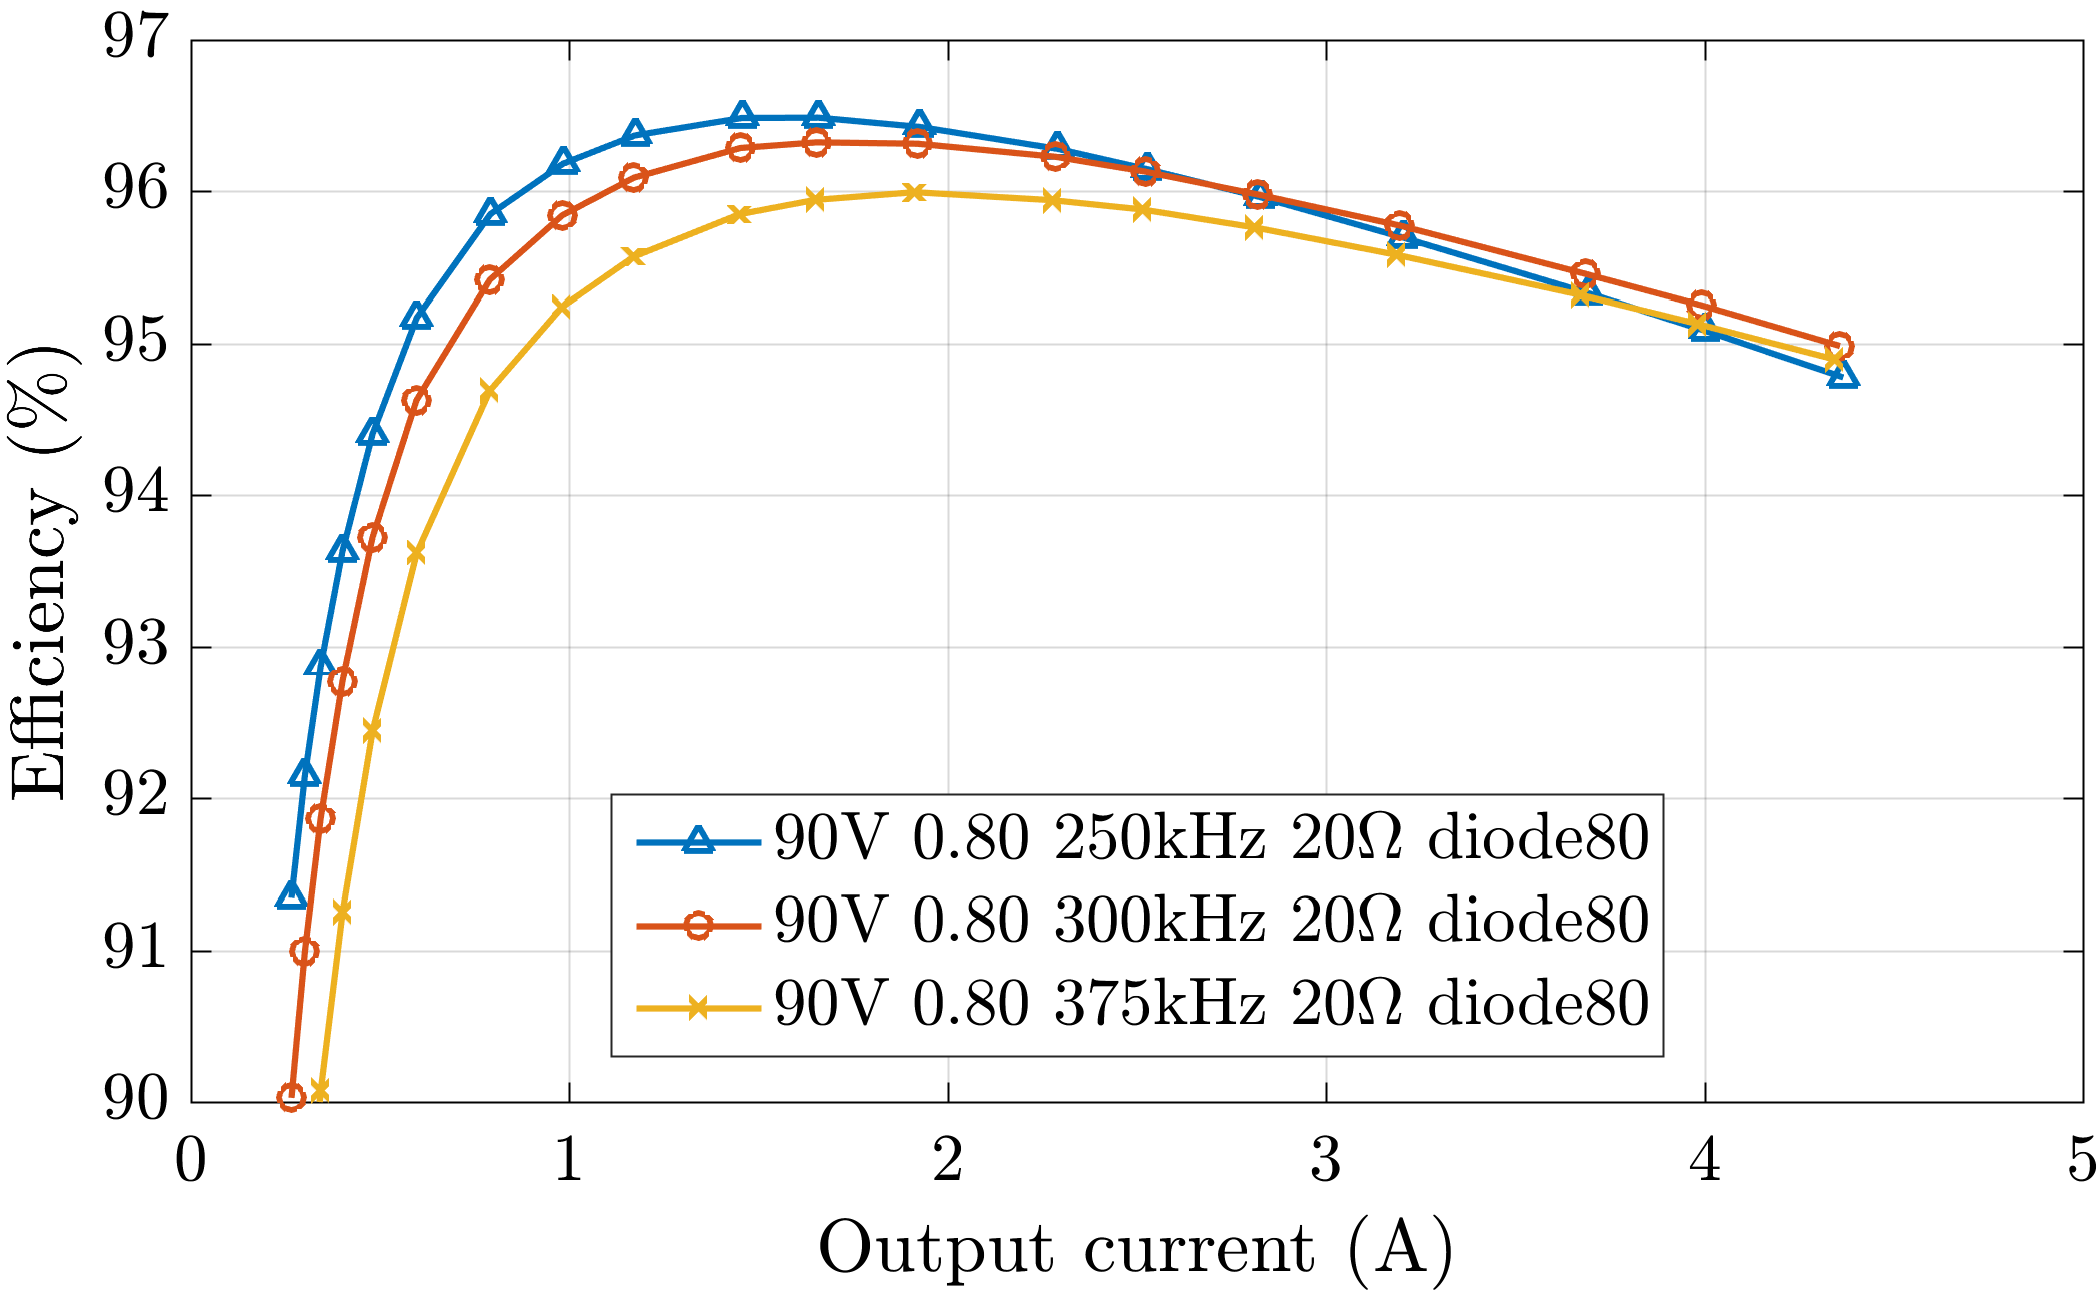 Efficiency (%)
97
96
95
94
93
92
91
90
90V 0.80 250kHz 20Ω diode80
90V 0.80 300kHz 20Ω diode80
90V 0.80 375kHz 20Ω diode80
0 1 2 3 4 5
Output current (A)